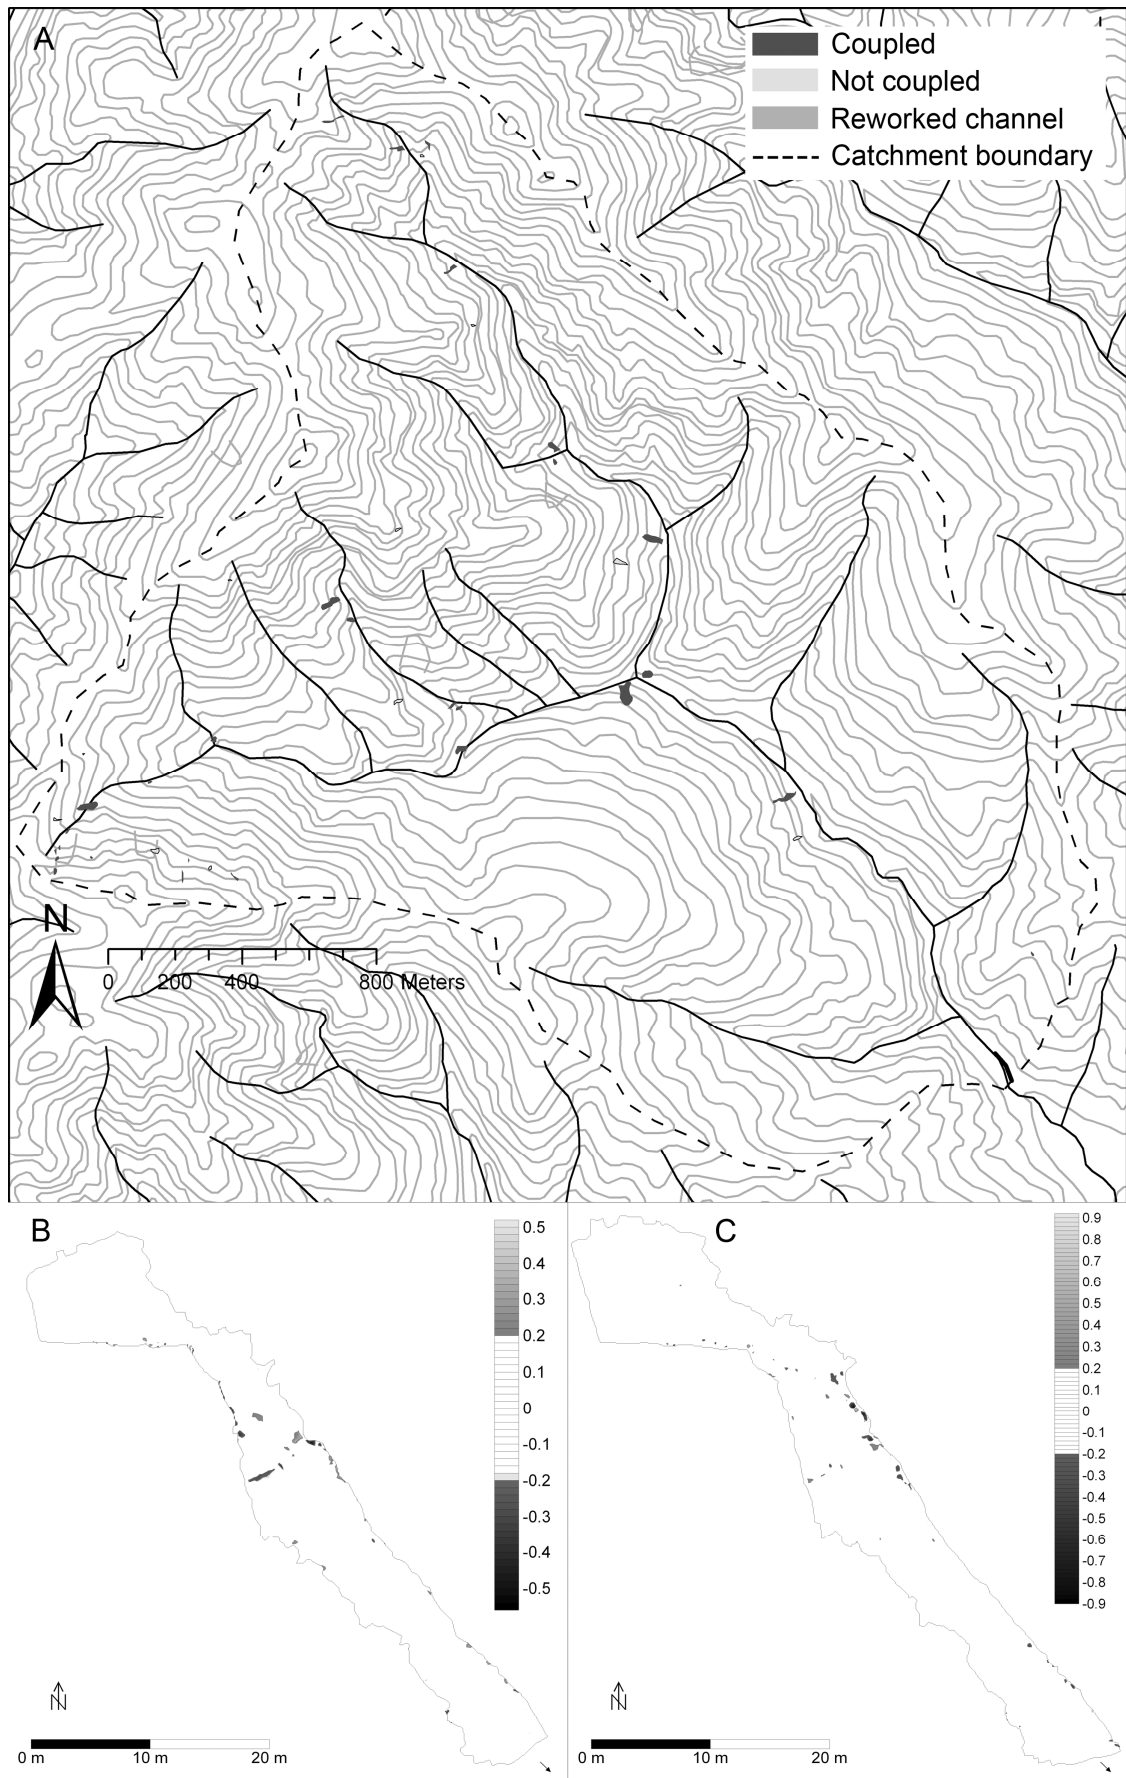 A
Coupled
Not coupled
Reworked channel
Catchment boundary
N
0 200 400 800 Meters
B
0.5
0.4
0.3
0.2
0.1
0
-0.1
-0.2
-0.3
-0.4
-0.5
N
0 m 10 m 20 m
C
0.9
0.8
0.7
0.6
0.5
0.4
0.3
0.2
0.1
0
-0.1
-0.2
-0.3
-0.4
-0.5
-0.6
-0.7
-0.8
-0.9
N
0 m 10 m 20 m